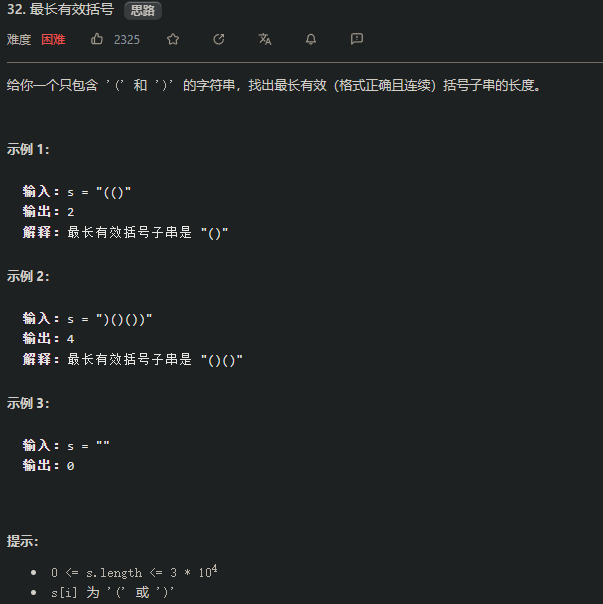 32. 最长有效括号 思路
难度 困难 2325
给你一个只包含 '(' 和 ')' 的字符串，找出最长有效（格式正确且连续）括号子串的长度。
示例 1：
输入：s = "(()"
输出：2
解释：最长有效括号子串是 "()"
示例 2：
输入：s = ")()())"
输出：4
解释：最长有效括号子串是 "()()"
示例 3：
输入：s = ""
输出：0
提示：
• 0 <= s.length <= 3 * 10⁴
• s[i] 为 '(' 或 ')'